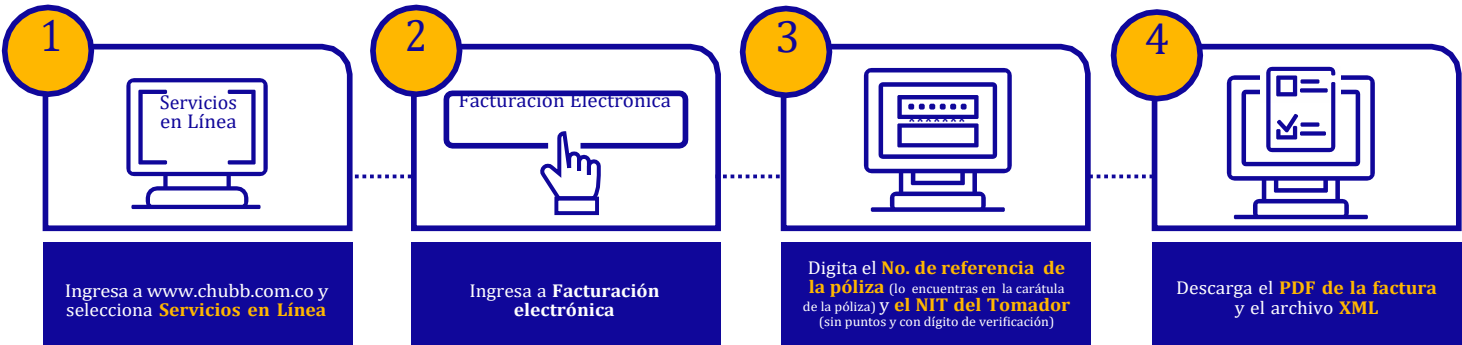 1
Servicios
en Línea
Ingresa a www.chubb.com.co y
selecciona Servicios en Línea
2
Facturación Electrónica
Ingresa a Facturación
electrónica
3
Digita el No. de referencia de
la póliza (lo encuentras en la carátula
de la póliza) y el NIT del Tomador
(sin puntos y con dígito de verificación)
4
Descarga el PDF de la factura
y el archivo XML